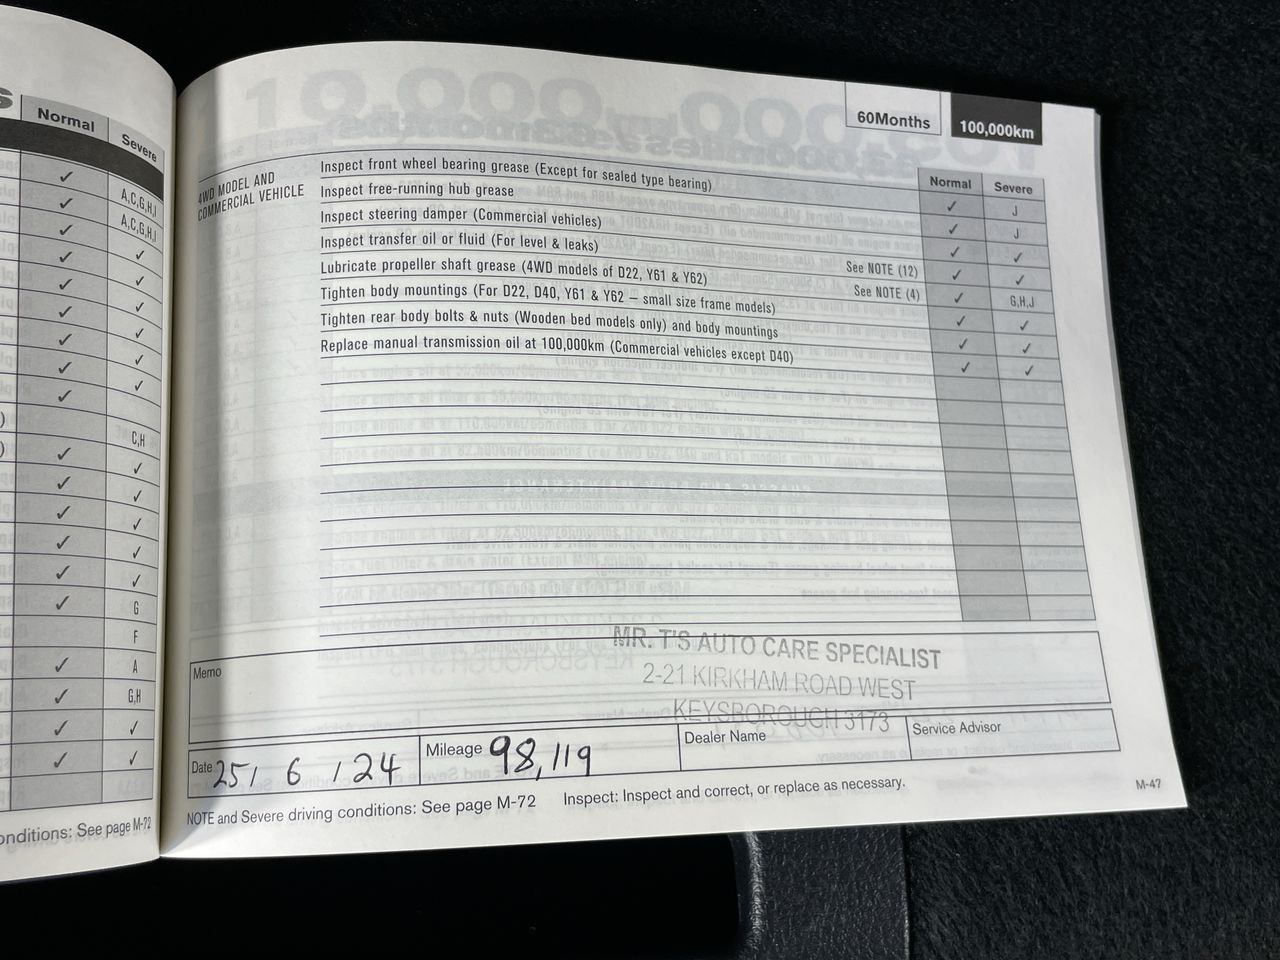 S
Normal
Severe
✓
A,C,G,H,I
✓
A,C,G,H,I
✓
✓
✓
✓
✓
✓
✓
✓
✓
✓
✓
✓
✓
)
C,H
)
✓
✓
✓
✓
✓
✓
✓
✓
✓
✓
✓
G
F
✓
A
✓
G,H
✓
✓
✓
✓
onditions: See page M-72
60Months
100,000km
Normal
Severe
4WD MODEL AND
COMMERCIAL VEHICLE
Inspect front wheel bearing grease (Except for sealed type bearing)
✓
J
Inspect free-running hub grease
✓
J
Inspect steering damper (Commercial vehicles)
✓
✓
Inspect transfer oil or fluid (For level & leaks)
See NOTE (12)
✓
✓
Lubricate propeller shaft grease (4WD models of D22, Y61 & Y62)
See NOTE (4)
✓
G,H,J
Tighten body mountings (For D22, D40, Y61 & Y62 – small size frame models)
✓
✓
Tighten rear body bolts & nuts (Wooden bed models only) and body mountings
✓
✓
Replace manual transmission oil at 100,000km (Commercial vehicles except D40)
✓
✓
Memo
MR. T'S AUTO CARE SPECIALIST
2-21 KIRKHAM ROAD WEST
KEYSBOROUGH 3173
Date 25/ 6 / 24
Mileage 98,119
Dealer Name
Service Advisor
NOTE and Severe driving conditions: See page M-72
Inspect: Inspect and correct, or replace as necessary.
M-47